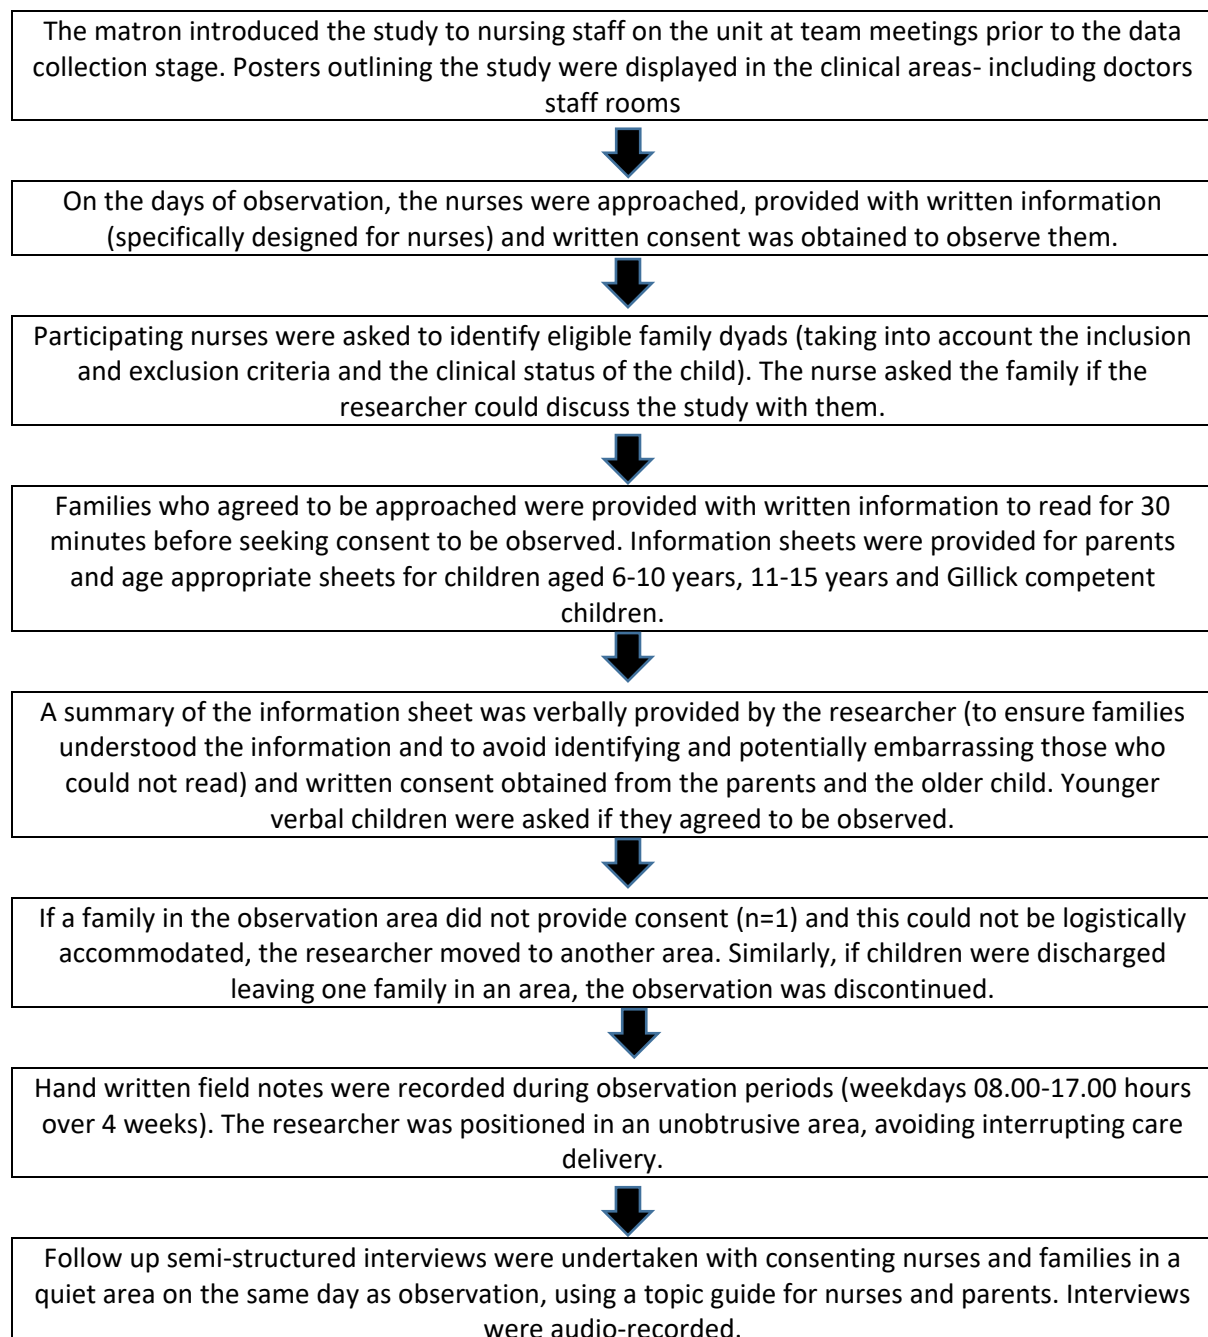 The matron introduced the study to nursing staff on the unit at team meetings prior to the data
collection stage. Posters outlining the study were displayed in the clinical areas- including doctors
staff rooms
On the days of observation, the nurses were approached, provided with written information
(specifically designed for nurses) and written consent was obtained to observe them.
Participating nurses were asked to identify eligible family dyads (taking into account the inclusion
and exclusion criteria and the clinical status of the child). The nurse asked the family if the
researcher could discuss the study with them.
Families who agreed to be approached were provided with written information to read for 30
minutes before seeking consent to be observed. Information sheets were provided for parents
and age appropriate sheets for children aged 6-10 years, 11-15 years and Gillick competent
children.
A summary of the information sheet was verbally provided by the researcher (to ensure families
understood the information and to avoid identifying and potentially embarrassing those who
could not read) and written consent obtained from the parents and the older child. Younger
verbal children were asked if they agreed to be observed.
If a family in the observation area did not provide consent (n=1) and this could not be logistically
accommodated, the researcher moved to another area. Similarly, if children were discharged
leaving one family in an area, the observation was discontinued.
Hand written field notes were recorded during observation periods (weekdays 08.00-17.00 hours
over 4 weeks). The researcher was positioned in an unobtrusive area, avoiding interrupting care
delivery.
Follow up semi-structured interviews were undertaken with consenting nurses and families in a
quiet area on the same day as observation, using a topic guide for nurses and parents. Interviews
were audio-recorded.